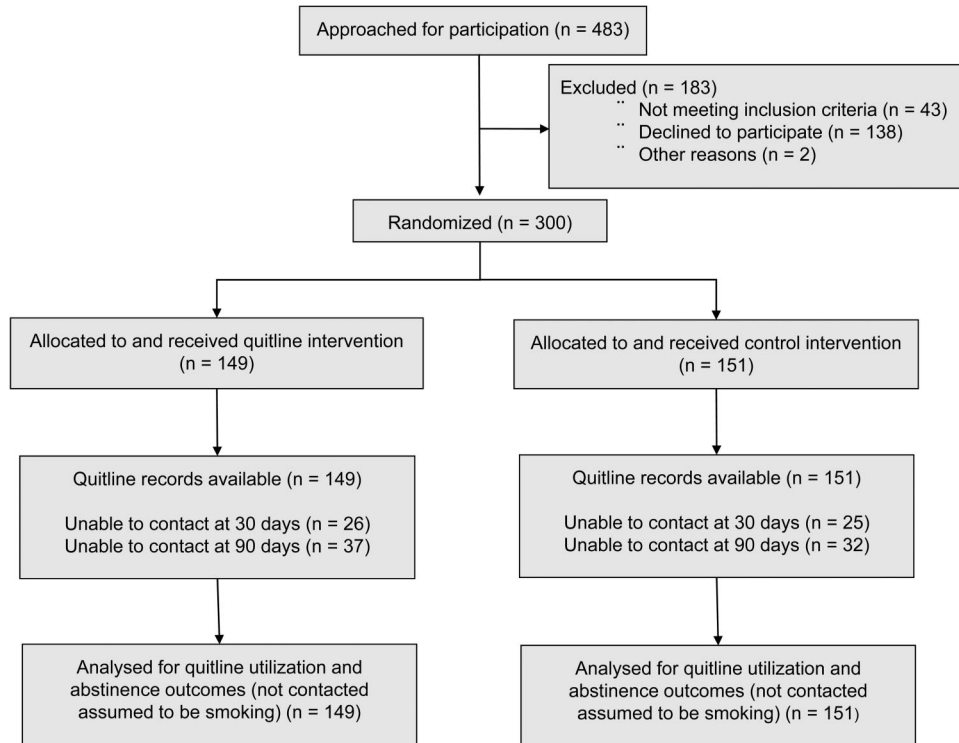 Approached for participation (n = 483)
Excluded (n = 183)
¨ Not meeting inclusion criteria (n = 43)
¨ Declined to participate (n = 138)
¨ Other reasons (n = 2)
Randomized (n = 300)
Allocated to and received quitline intervention
(n = 149)
Allocated to and received control intervention
(n = 151)
Quitline records available (n = 149)
Unable to contact at 30 days (n = 26)
Unable to contact at 90 days (n = 37)
Quitline records available (n = 151)
Unable to contact at 30 days (n = 25)
Unable to contact at 90 days (n = 32)
Analysed for quitline utilization and
abstinence outcomes (not contacted
assumed to be smoking) (n = 149)
Analysed for quitline utilization and
abstinence outcomes (not contacted
assumed to be smoking) (n = 151)